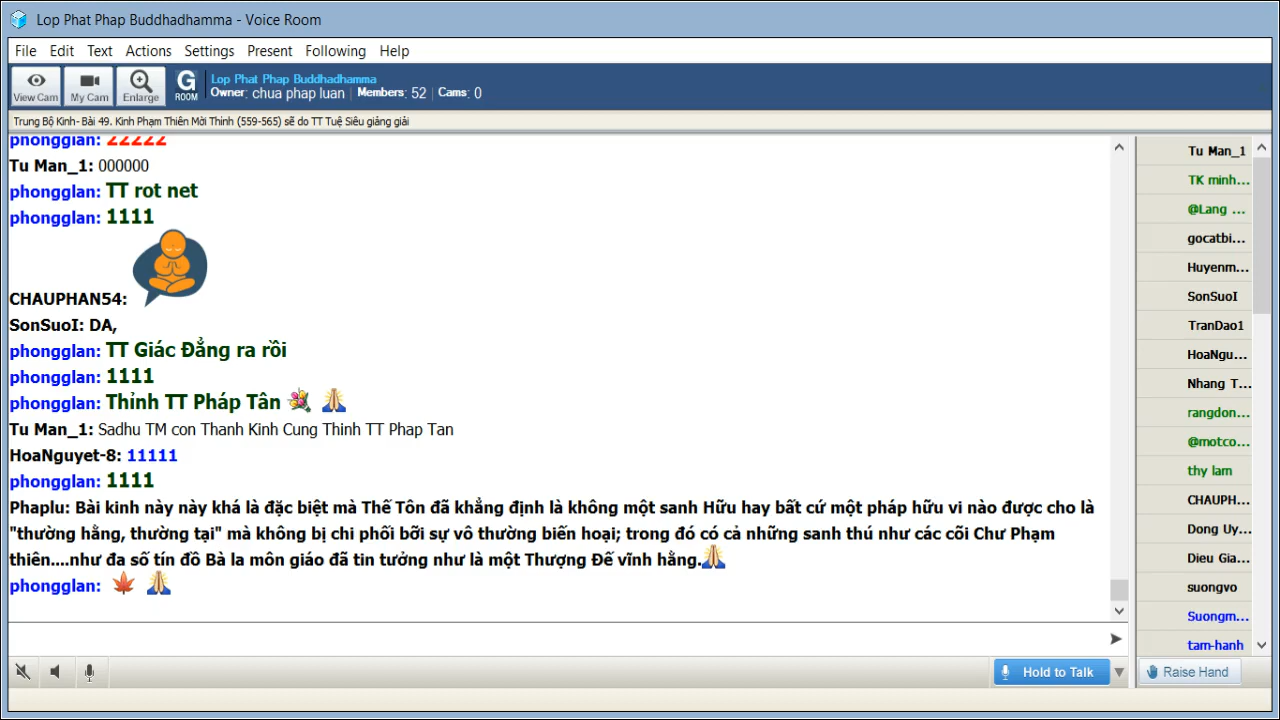 Lop Phat Phap Buddhadhamma - Voice Room
File Edit Text Actions Settings Present Following Help
View Cam My Cam Enlarge G ROOM
Lop Phat Phap Buddhadhamma
Owner: chua phap luan Members: 52 Cams: 0
Trung Bộ Kinh- Bài 49. Kinh Phạm Thiên Mời Thinh (559-565) sẽ do TT Tuệ Siêu giảng giải
phongglan: 22222
Tu Man_1: 000000
phongglan: TT rot net
phongglan: 1111
CHAUPHAN54:
SonSuoI: DA,
phongglan: TT Giác Đẳng ra rồi
phongglan: 1111
phongglan: Thỉnh TT Pháp Tân 💐 🙏
Tu Man_1: Sadhu TM con Thanh Kinh Cung Thinh TT Phap Tan
HoaNguyet-8: 11111
phongglan: 1111
Phaplu: Bài kinh này này khá là đặc biệt mà Thế Tôn đã khẳng định là không một sanh Hữu hay bất cứ một pháp hữu vi nào được cho là
"thường hằng, thường tại" mà không bị chi phối bỡi sự vô thường biến hoại; trong đó có cả những sanh thú như các cõi Chư Phạm
thiên....như đa số tín đồ Bà la môn giáo đã tin tưởng như là một Thượng Đế vĩnh hằng.🙏
phongglan: 🍁 🙏
Tu Man_1
TK minh...
@Lang ...
gocatbi...
Huyenm...
SonSuoI
TranDao1
HoaNgu...
Nhang T...
rangdon...
@motco...
thy lam
CHAUPH...
Dong Uy...
Dieu Gia...
suongvo
Suongm...
tam-hanh
Hold to Talk
Raise Hand